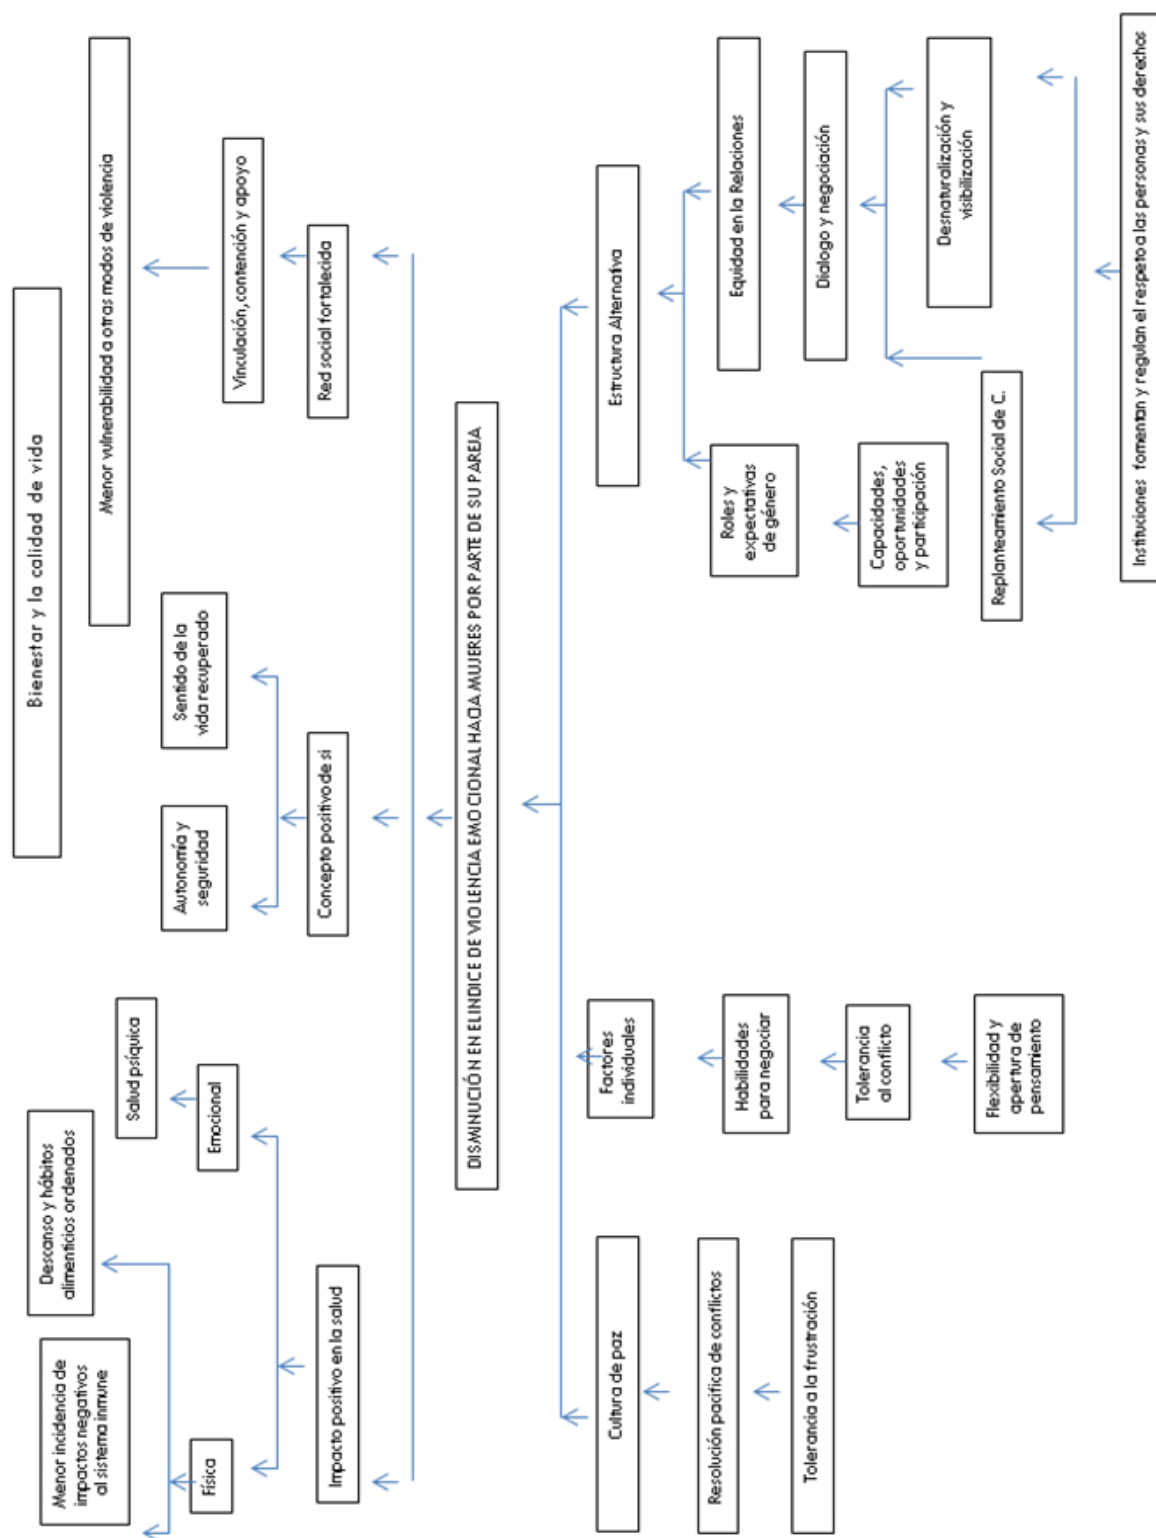 Bienestar y la calidad de vida
Menor incidencia de
impactos negativos
al sistema inmune
Descanso y hábitos
alimenticios ordenados
Menor vulnerabilidad a otras modos de violencia
Salud psíquica
Autonomía y
seguridad
Sentido de la
vida recuperado
Física
Emocional
Vinculación, contención y apoyo
Impacto positivo en la salud
Concepto positivo de si
Red social fortalecida
DISMINUCIÓN EN EL INDICE DE VIOLENCIA EMOCIONAL HACIA MUJERES POR PARTE DE SU PAREJA
Cultura de paz
Factores
individuales
Estructura Alternativa
Resolución pacifica de conflictos
Habilidades
para negociar
Roles y
expectativas
de género
Equidad en la Relaciones
Tolerancia a la frustración
Tolerancia
al conflicto
Capacidades,
oportunidades
y participación
Dialogo y negociación
Flexibilidad y
apertura de
pensamiento
Desnaturalización y
visibilización
Replanteamiento Social de C.
Instituciones fomentan y regulan el respeto a las personas y sus derechos